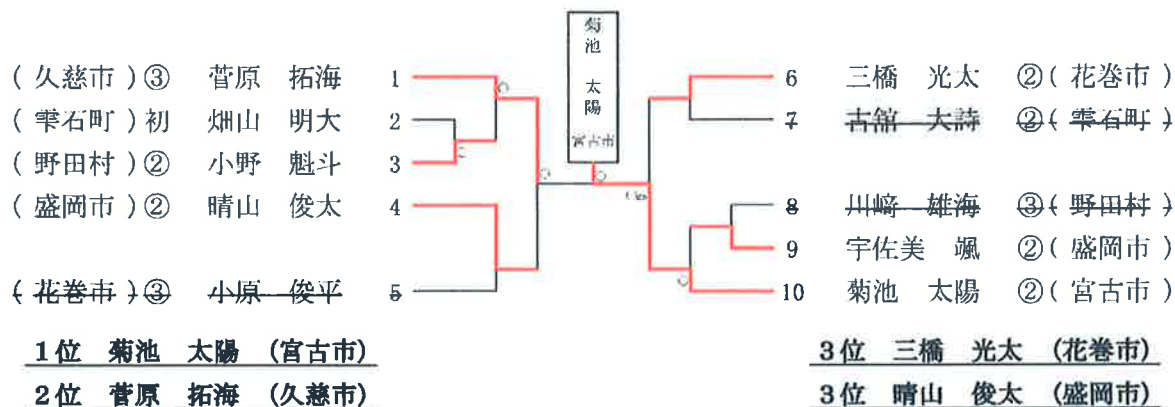 菊池 太陽 宮古市
(久慈市)③ 菅原 拓海 1
(雫石町)初 畑山 明大 2
(野田村)② 小野 魁斗 3
(盛岡市)② 晴山 俊太 4
(花巻市)③ 小原 俊平 5
6 三橋 光太 ②(花巻市)
7 古舘 大詩 ②(雫石町)
8 川﨑 雄海 ③(野田村)
9 宇佐美 颯 ②(盛岡市)
10 菊池 太陽 ②(宮古市)
1位 菊池 太陽 (宮古市)
2位 菅原 拓海 (久慈市)
3位 三橋 光太 (花巻市)
3位 晴山 俊太 (盛岡市)